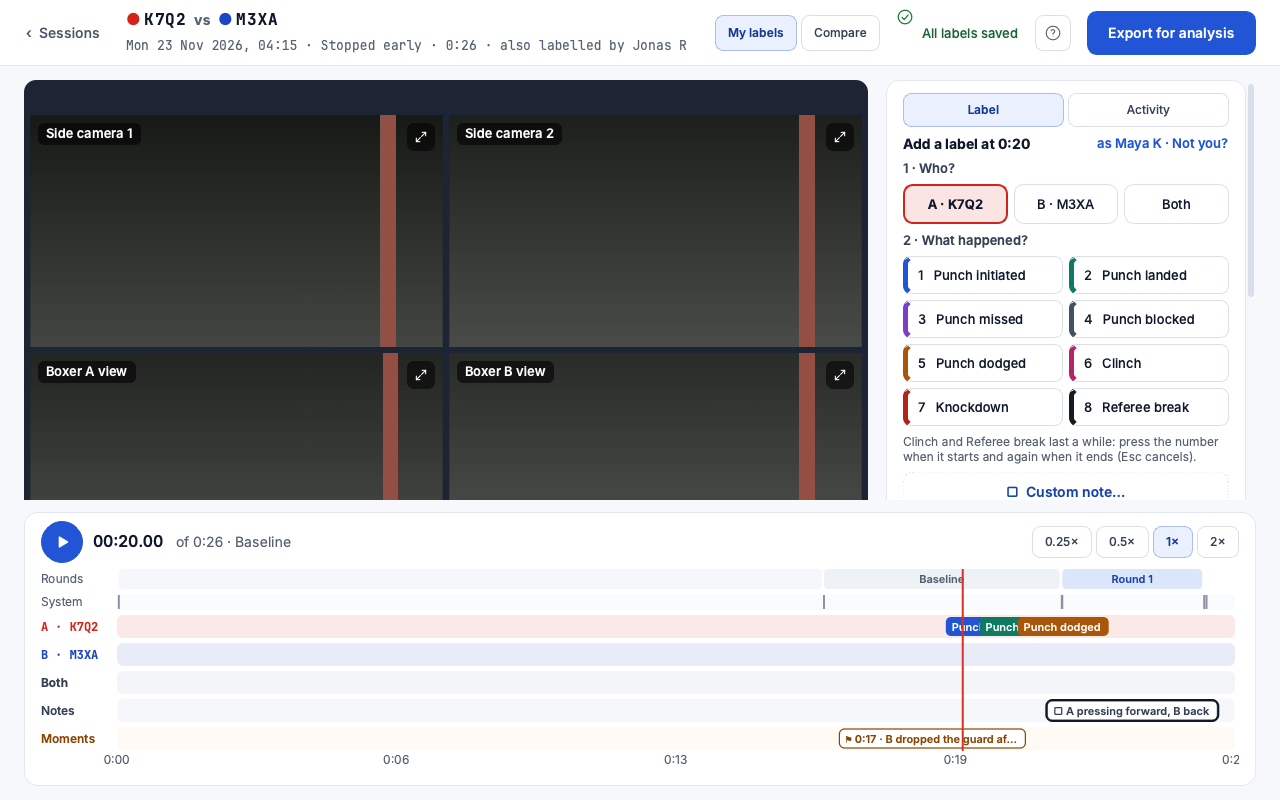 ‹ Sessions
K7Q2 vs M3XA
Mon 23 Nov 2026, 04:15 · Stopped early · 0:26 · also labelled by Jonas R
My labels
Compare
All labels saved
Export for analysis
Side camera 1
Side camera 2
Boxer A view
Boxer B view
Label
Activity
Add a label at 0:20
as Maya K · Not you?
1 · Who?
A · K7Q2
B · M3XA
Both
2 · What happened?
1 Punch initiated
2 Punch landed
3 Punch missed
4 Punch blocked
5 Punch dodged
6 Clinch
7 Knockdown
8 Referee break
Clinch and Referee break last a while: press the number
when it starts and again when it ends (Esc cancels).
Custom note...
00:20.00 of 0:26 · Baseline
0.25×
0.5×
1×
2×
Rounds
Baseline
Round 1
System
A · K7Q2
Punc
Punch
Punch dodged
B · M3XA
Both
Notes
A pressing forward, B back
Moments
0:17 · B dropped the guard af...
0:00
0:06
0:13
0:19
0:2